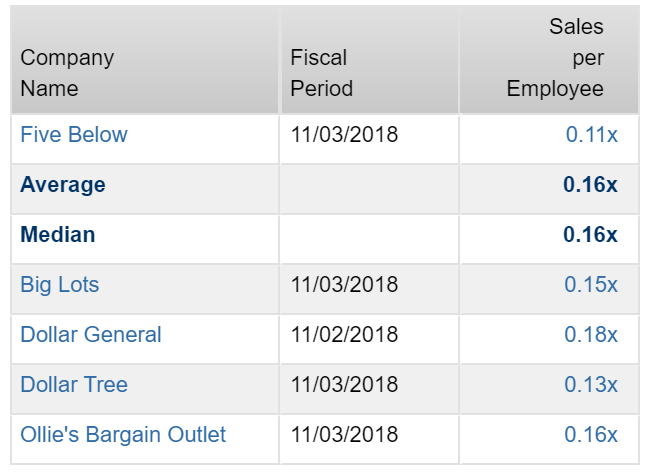 Company Name Fiscal Period Sales per Employee
Five Below 11/03/2018 0.11x
Average 0.16x
Median 0.16x
Big Lots 11/03/2018 0.15x
Dollar General 11/02/2018 0.18x
Dollar Tree 11/03/2018 0.13x
Ollie's Bargain Outlet 11/03/2018 0.16x